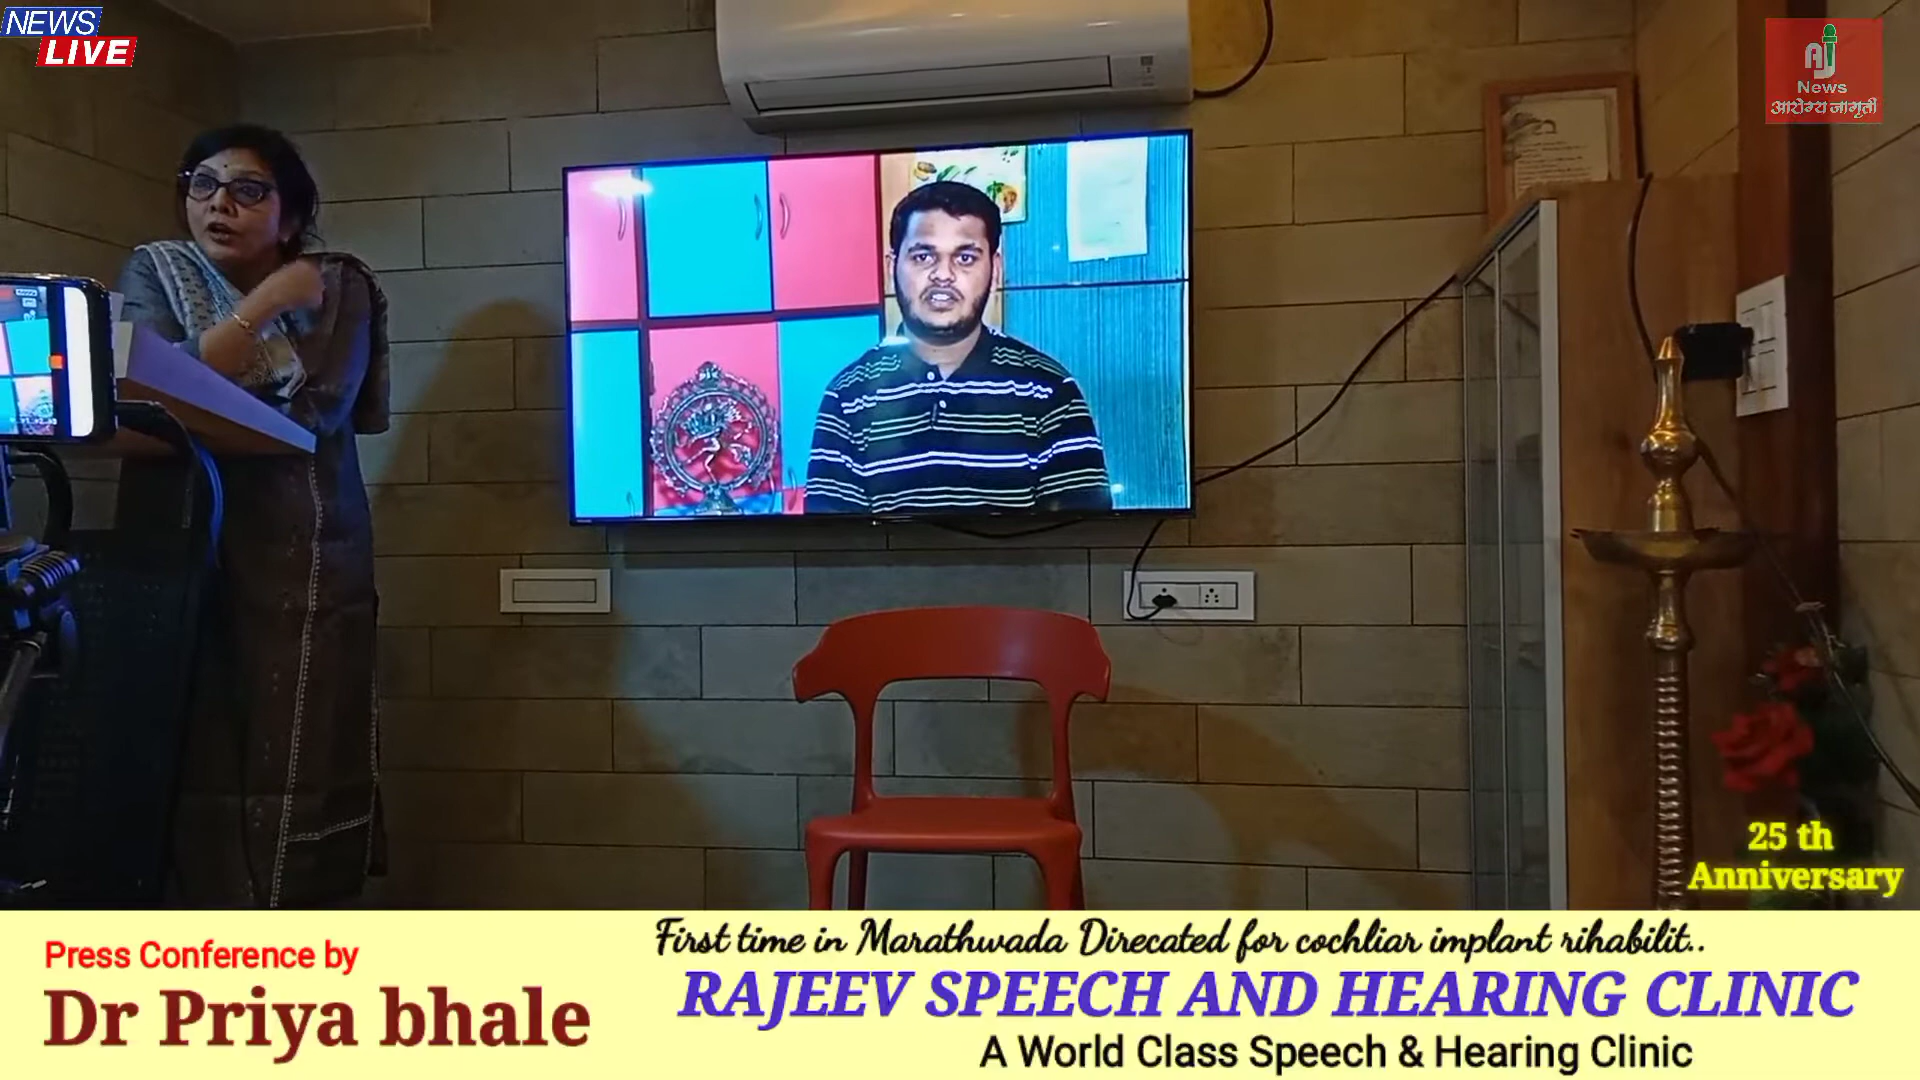 NEWS
LIVE
AJ
News
आरोग्य जागृती
25 th
Anniversary
Press Conference by
Dr Priya bhale
First time in Marathwada Direcated for cochliar implant rihabilit..
RAJEEV SPEECH AND HEARING CLINIC
A World Class Speech & Hearing Clinic